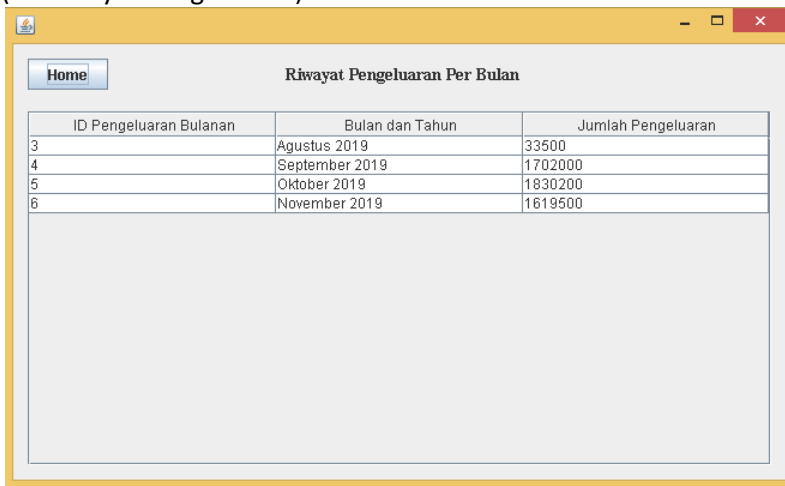 Home
Riwayat Pengeluaran Per Bulan
ID Pengeluaran Bulanan Bulan dan Tahun Jumlah Pengeluaran
3 Agustus 2019 33500
4 September 2019 1702000
5 Oktober 2019 1830200
6 November 2019 1619500